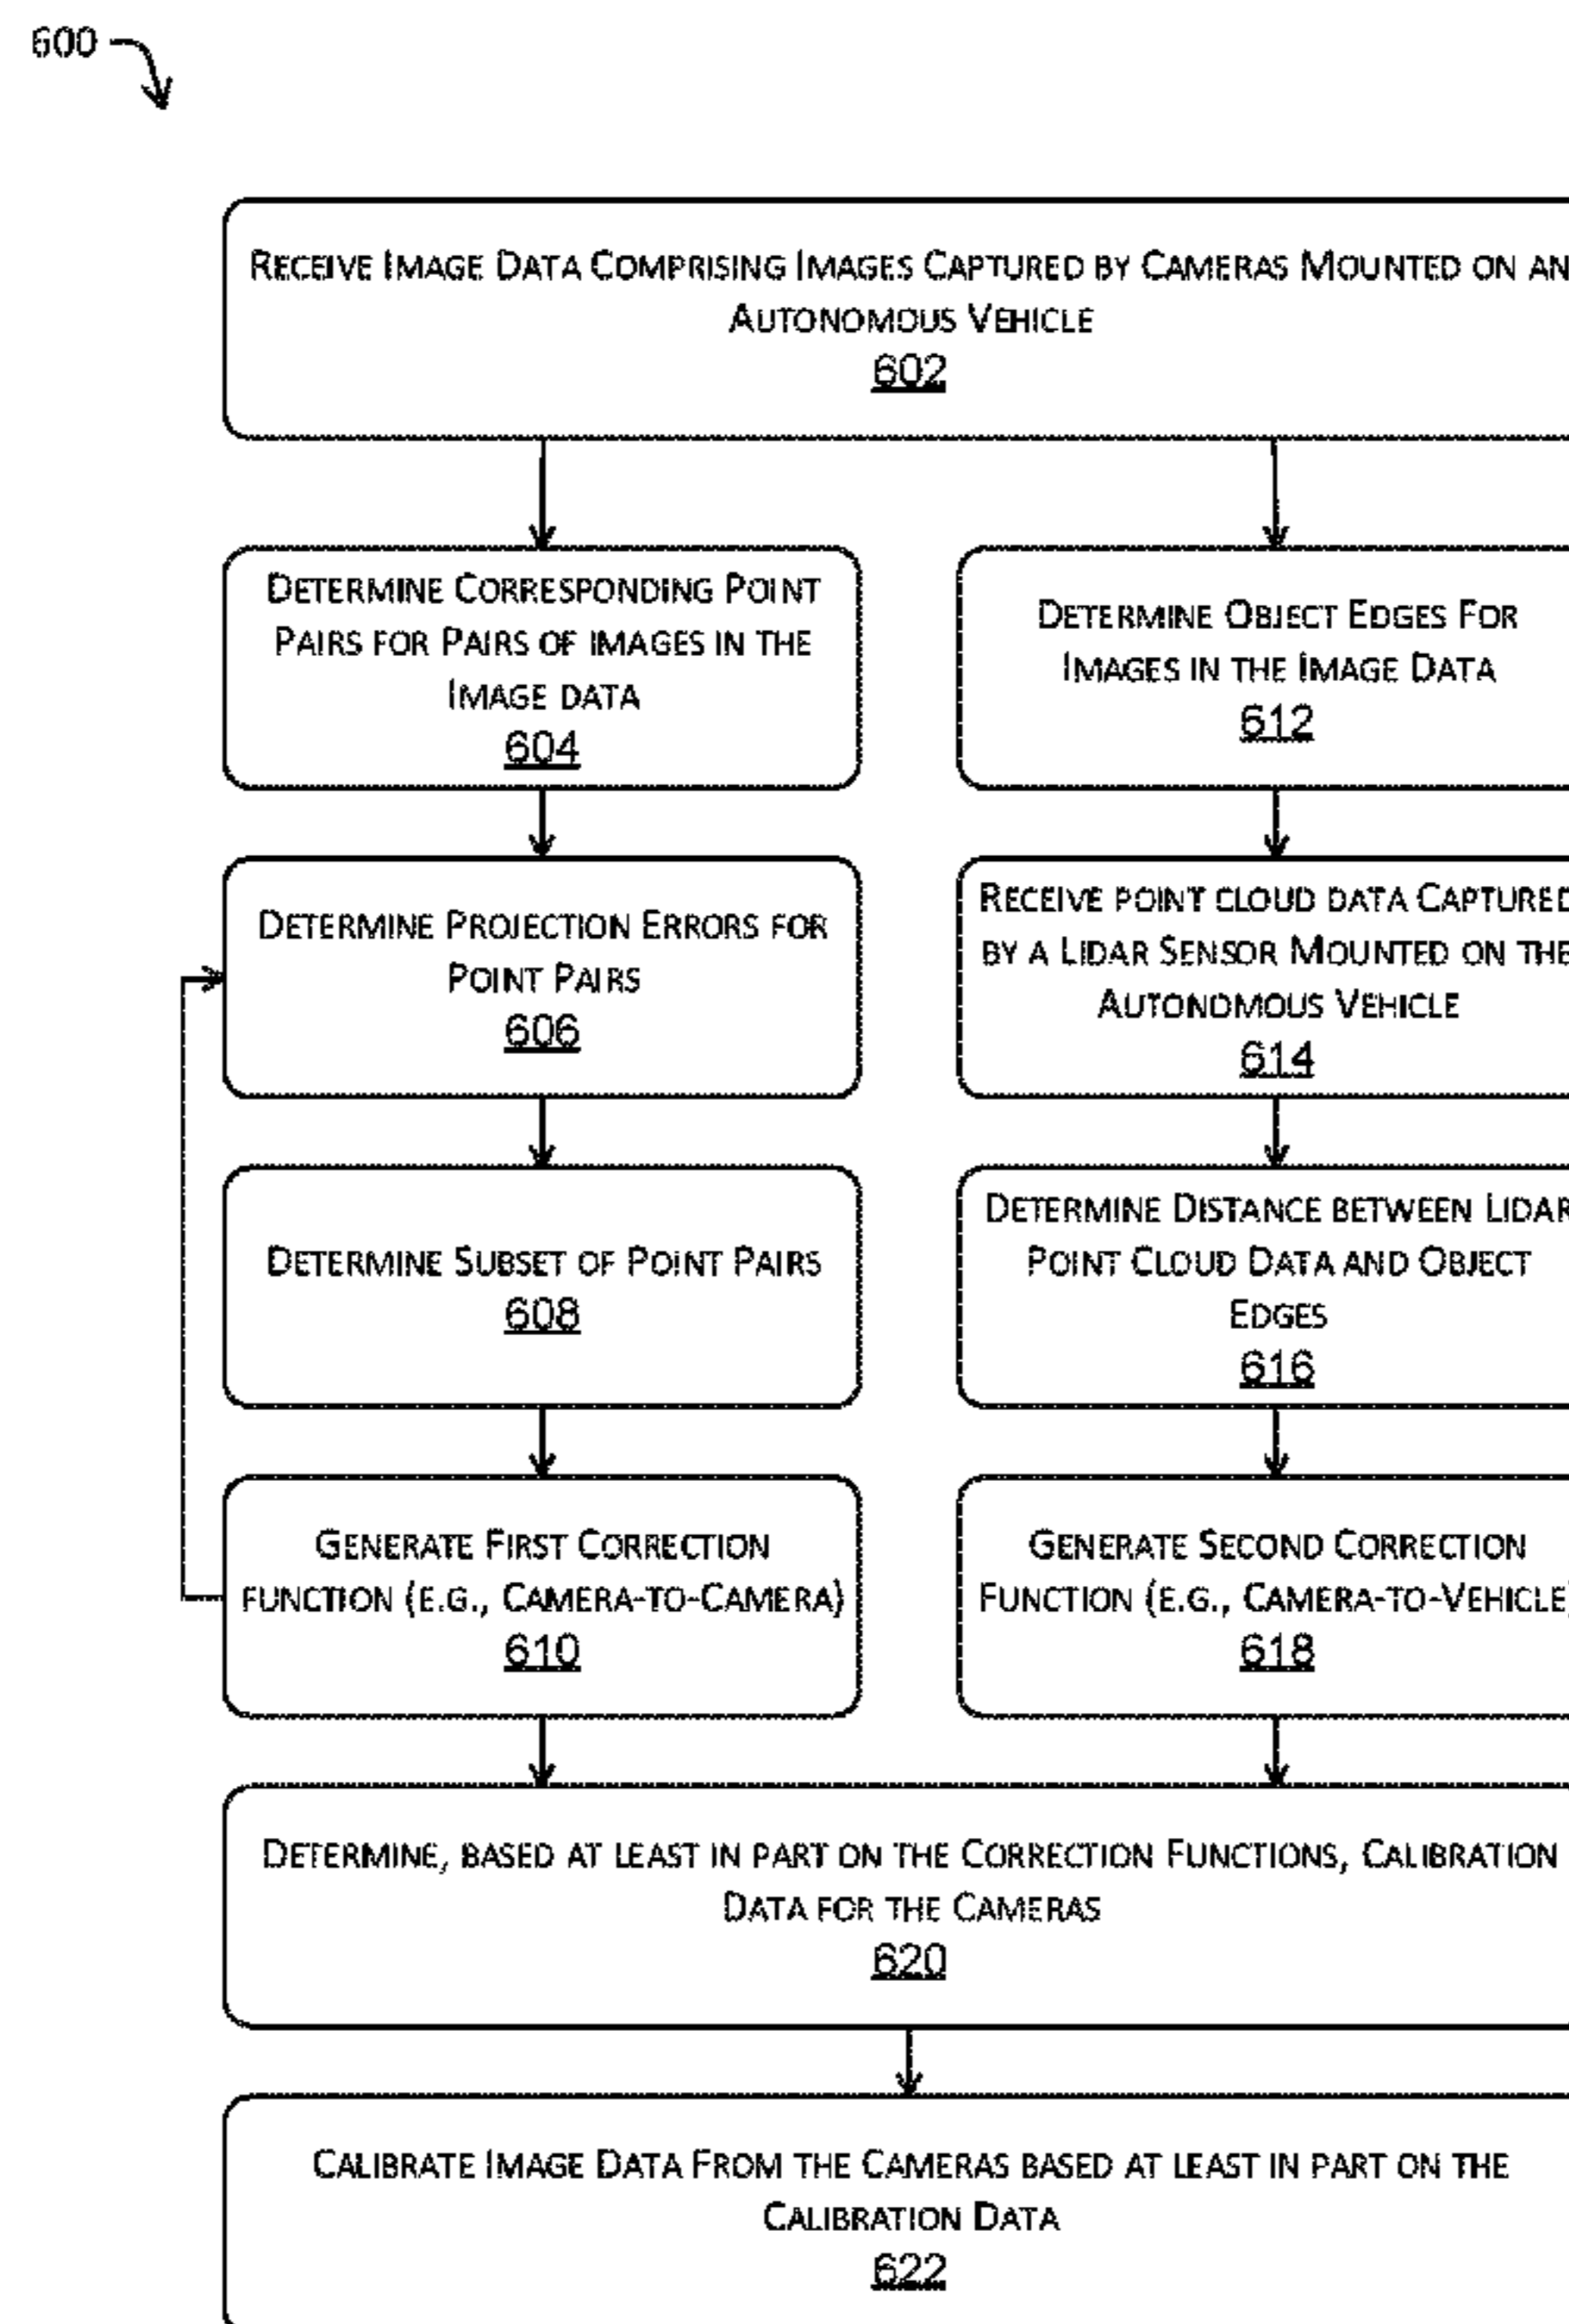 600
RECEIVE IMAGE DATA COMPRISING IMAGES CAPTURED BY CAMERAS MOUNTED ON AN
AUTONOMOUS VEHICLE
602
DETERMINE CORRESPONDING POINT
PAIRS FOR PAIRS OF IMAGES IN THE
IMAGE DATA
604
DETERMINE PROJECTION ERRORS FOR
POINT PAIRS
606
DETERMINE SUBSET OF POINT PAIRS
608
GENERATE FIRST CORRECTION
FUNCTION (E.G., CAMERA-TO-CAMERA)
610
DETERMINE OBJECT EDGES FOR
IMAGES IN THE IMAGE DATA
612
RECEIVE POINT CLOUD DATA CAPTURED
BY A LIDAR SENSOR MOUNTED ON THE
AUTONOMOUS VEHICLE
614
DETERMINE DISTANCE BETWEEN LIDAR
POINT CLOUD DATA AND OBJECT
EDGES
616
GENERATE SECOND CORRECTION
FUNCTION (E.G., CAMERA-TO-VEHICLE)
618
DETERMINE, BASED AT LEAST IN PART ON THE CORRECTION FUNCTIONS, CALIBRATION
DATA FOR THE CAMERAS
620
CALIBRATE IMAGE DATA FROM THE CAMERAS BASED AT LEAST IN PART ON THE
CALIBRATION DATA
622